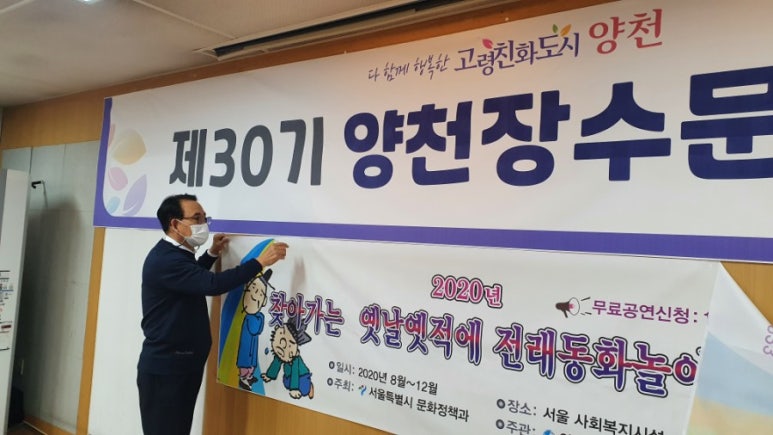 다 함께 행복한 고령친화도시 양천
제30기 양천장수문
2020년
찾아가는 옛날옛적에 전래동화놀이
무료공연신청 :
일시: 2020년 8월~12월
장소: 서울 사회복지시설
주최: 서울특별시 문화정책과
주관: